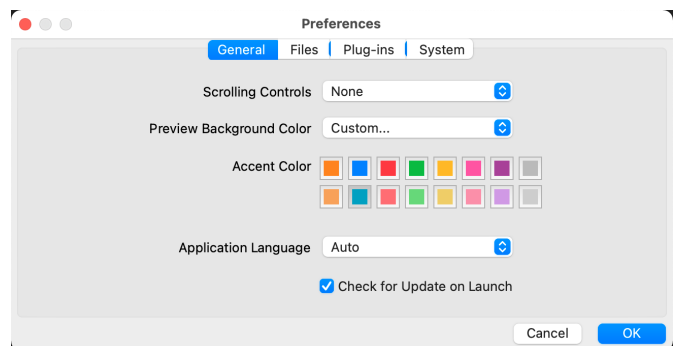 Preferences
General Files Plug-ins System
Scrolling Controls None
Preview Background Color Custom...
Accent Color
Application Language Auto
Check for Update on Launch
Cancel OK